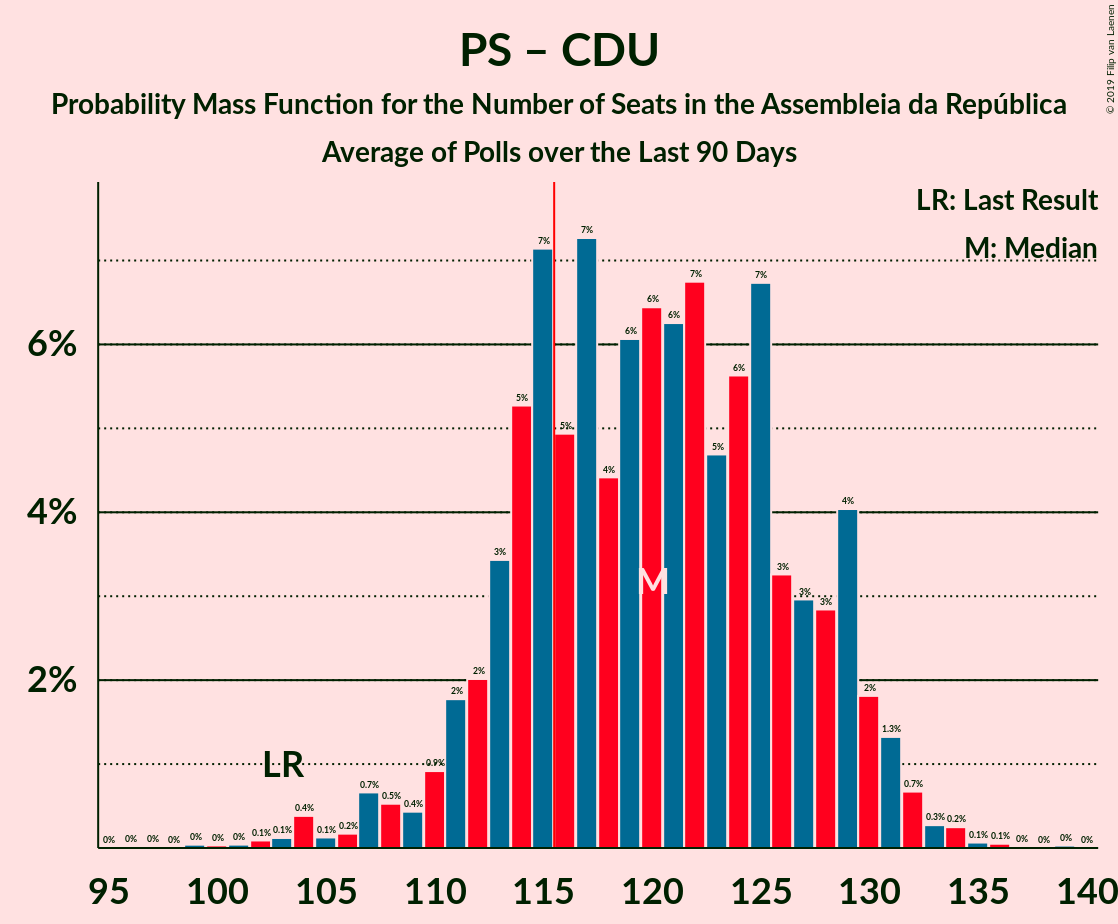 PS – CDU
Probability Mass Function for the Number of Seats in the Assembleia da República
Average of Polls over the Last 90 Days
© 2019 Filip van Laenen
LR: Last Result
M: Median
6%
4%
2%
0% 0% 0% 0% 0% 0% 0% 0.1% 0.1% 0.4% 0.1% 0.2% 0.7% 0.5% 0.4% 0.9% 2% 2% 3% 5% 7% 5% 7% 4% 6% 6% 6% 7% 5% 6% 7% 3% 3% 3% 4% 2% 1.3% 0.7% 0.3% 0.2% 0.1% 0.1% 0% 0% 0% 0%
LR
M
95 100 105 110 115 120 125 130 135 140